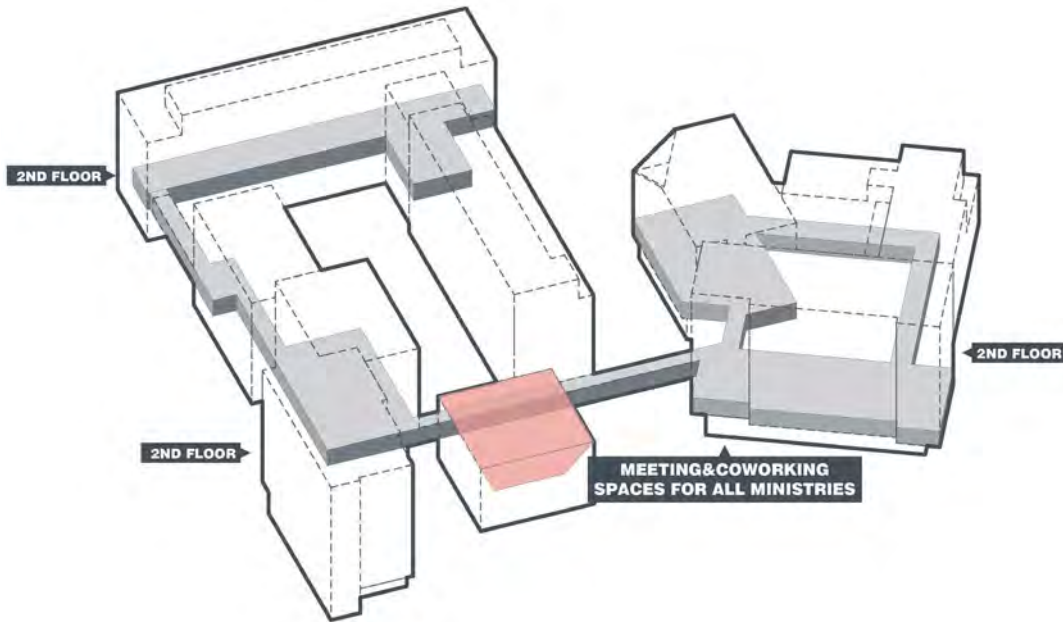 2ND FLOOR
2ND FLOOR
2ND FLOOR
MEETING&COWORKING
SPACES FOR ALL MINISTRIES